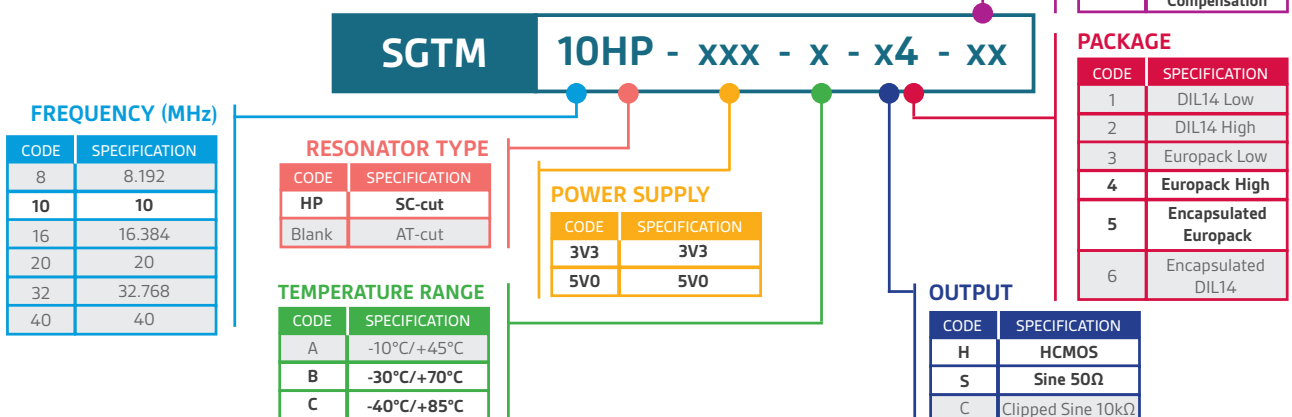 Compensation
SGTM 10HP - xxx - x - x4 - xx
PACKAGE
CODE SPECIFICATION
1 DIL14 Low
2 DIL14 High
3 Europack Low
4 Europack High
5 Encapsulated
Europack
6 Encapsulated
DIL14
FREQUENCY (MHz)
CODE SPECIFICATION
8 8.192
10 10
16 16.384
20 20
32 32.768
40 40
RESONATOR TYPE
CODE SPECIFICATION
HP SC-cut
Blank AT-cut
POWER SUPPLY
CODE SPECIFICATION
3V3 3V3
5V0 5V0
TEMPERATURE RANGE
CODE SPECIFICATION
A -10°C/+45°C
B -30°C/+70°C
C -40°C/+85°C
OUTPUT
CODE SPECIFICATION
H HCMOS
S Sine 50Ω
C Clipped Sine 10kΩ